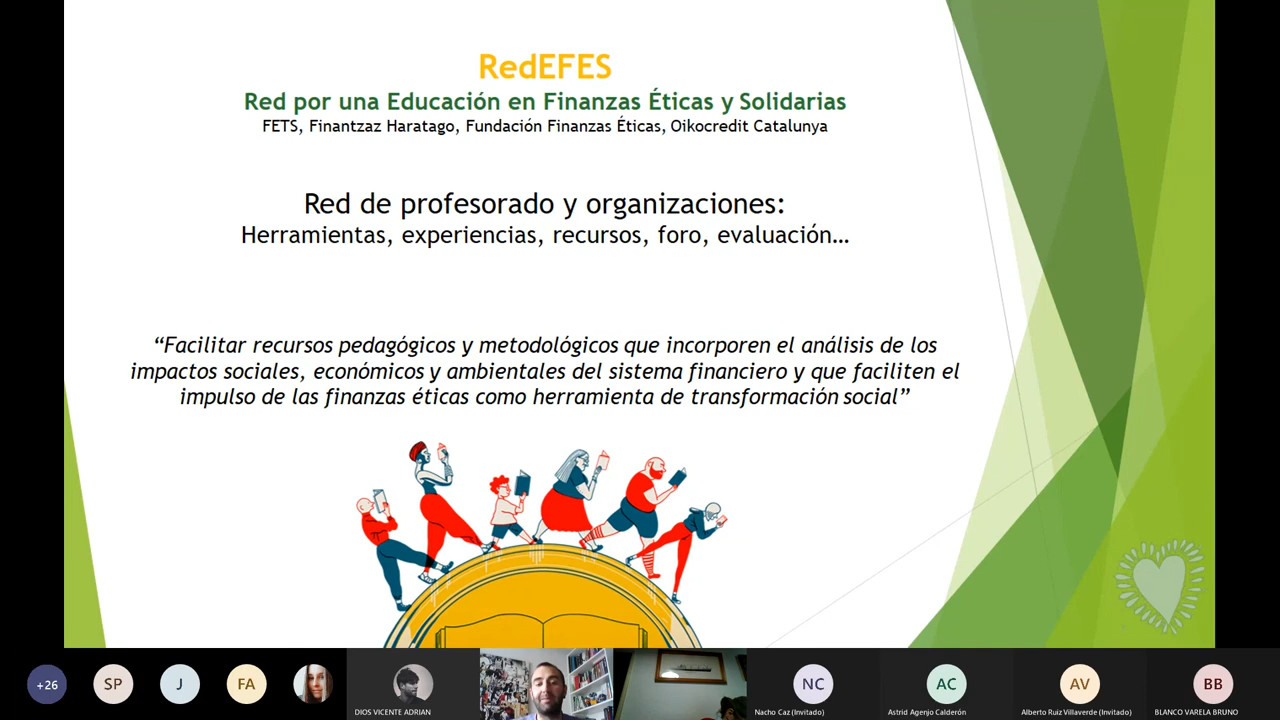 RedEFES
Red por una Educación en Finanzas Éticas y Solidarias
FETS, Finantzaz Haratago, Fundación Finanzas Éticas, Oikocredit Catalunya
Red de profesorado y organizaciones:
Herramientas, experiencias, recursos, foro, evaluación…
“Facilitar recursos pedagógicos y metodológicos que incorporen el análisis de los
impactos sociales, económicos y ambientales del sistema financiero y que faciliten el
impulso de las finanzas éticas como herramienta de transformación social”
+26
SP
J
FA
DIOS VICENTE ADRIAN
NC
Nacho Caz (Invitado)
AC
Astrid Agenjo Calderón
AV
Alberto Ruiz Villaverde (Invitado)
BB
BLANCO VARELA BRUNO